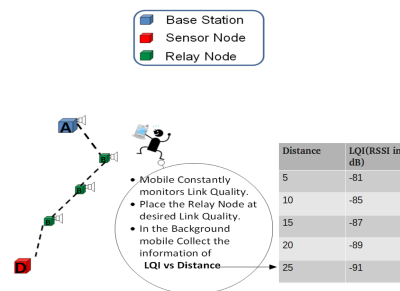 Base Station
Sensor Node
Relay Node
A
D
• Mobile Constantly
monitors Link Quality.
• Place the Relay Node at
desired Link Quality.
• In the Background
mobile Collect the
information of
LQI vs Distance
Distance LQI(RSSI in
dB)
5 -81
10 -85
15 -87
20 -89
25 -91